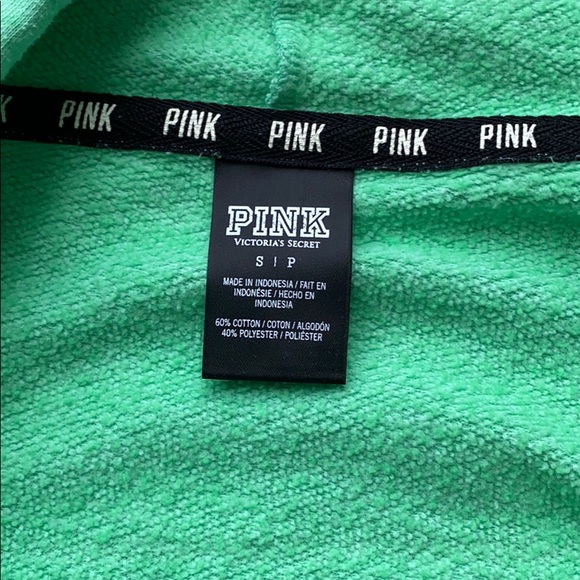 K PINK PINK PINK PINK PINK
PINK
VICTORIA'S SECRET
S | P
MADE IN INDONESIA / FAIT EN
INDONÉSIE / HECHO EN
INDONESIA
60% COTTON / COTON / ALGODÓN
40% POLYESTER / POLIÉSTER